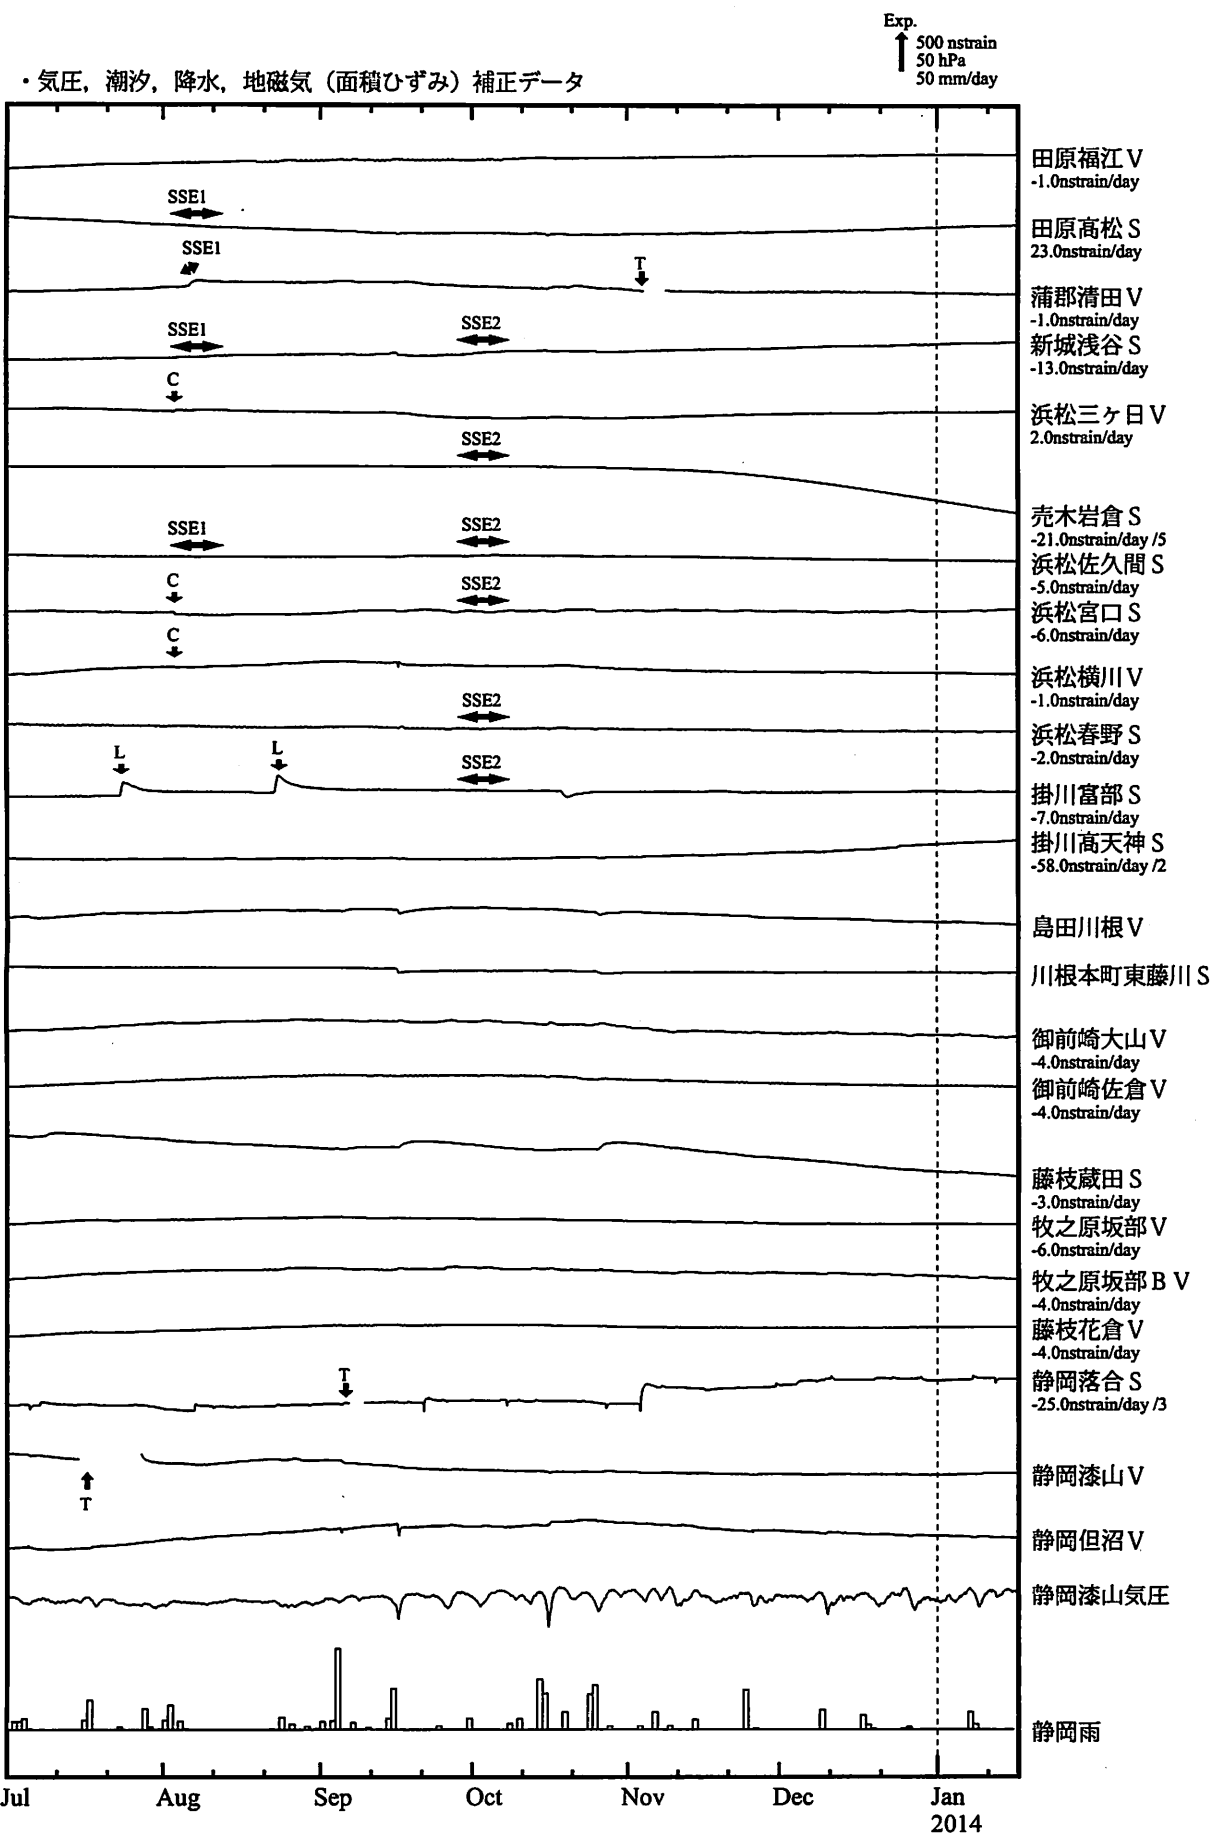 Exp.
500 nstrain
50 hPa
50 mm/day
・気圧，潮汐，降水，地磁気（面積ひずみ）補正データ
田原福江 V
-1.0nstrain/day
SSE1
田原高松 S
23.0nstrain/day
SSE1
T
蒲郡清田 V
-1.0nstrain/day
SSE1
SSE2
新城浅谷 S
-13.0nstrain/day
C
浜松三ヶ日 V
2.0nstrain/day
SSE2
売木岩倉 S
-21.0nstrain/day /5
SSE1
SSE2
浜松佐久間 S
-5.0nstrain/day
C
SSE2
浜松宮口 S
-6.0nstrain/day
C
浜松横川 V
-1.0nstrain/day
SSE2
浜松春野 S
-2.0nstrain/day
L
L
SSE2
掛川富部 S
-7.0nstrain/day
掛川高天神 S
-58.0nstrain/day /2
島田川根 V
川根本町東藤川 S
御前崎大山 V
-4.0nstrain/day
御前崎佐倉 V
-4.0nstrain/day
藤枝蔵田 S
-3.0nstrain/day
牧之原坂部 V
-6.0nstrain/day
牧之原坂部 B V
-4.0nstrain/day
藤枝花倉 V
-4.0nstrain/day
T
静岡落合 S
-25.0nstrain/day /3
T
静岡漆山 V
静岡但沼 V
静岡漆山気圧
静岡雨
Jul Aug Sep Oct Nov Dec Jan
2014